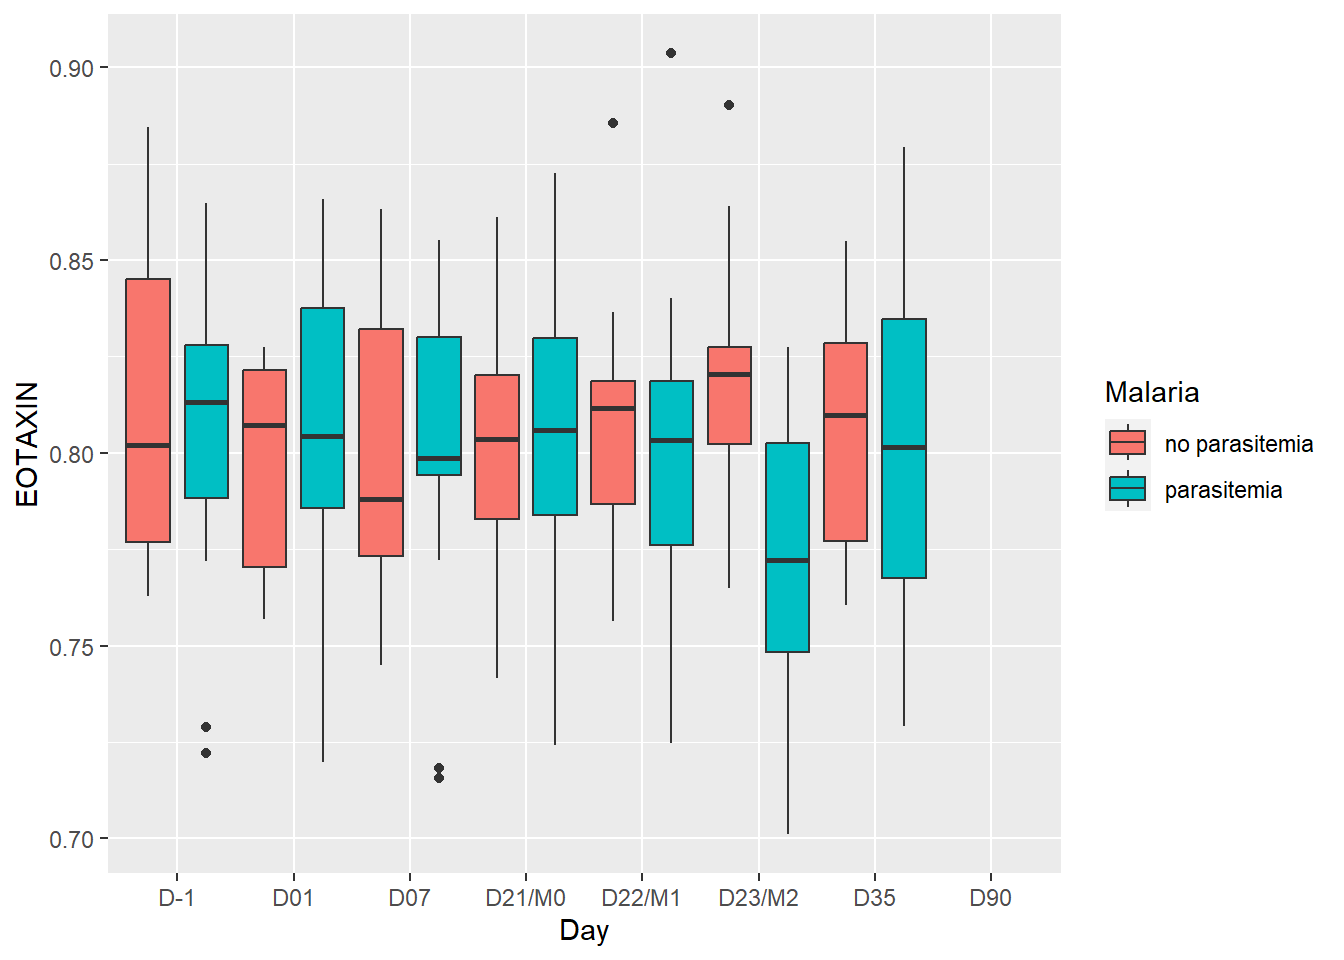 0.90
0.85
0.80
0.75
0.70
EOTAXIN
D-1 D01 D07 D21/M0 D22/M1 D23/M2 D35 D90
Day
Malaria
no parasitemia
parasitemia